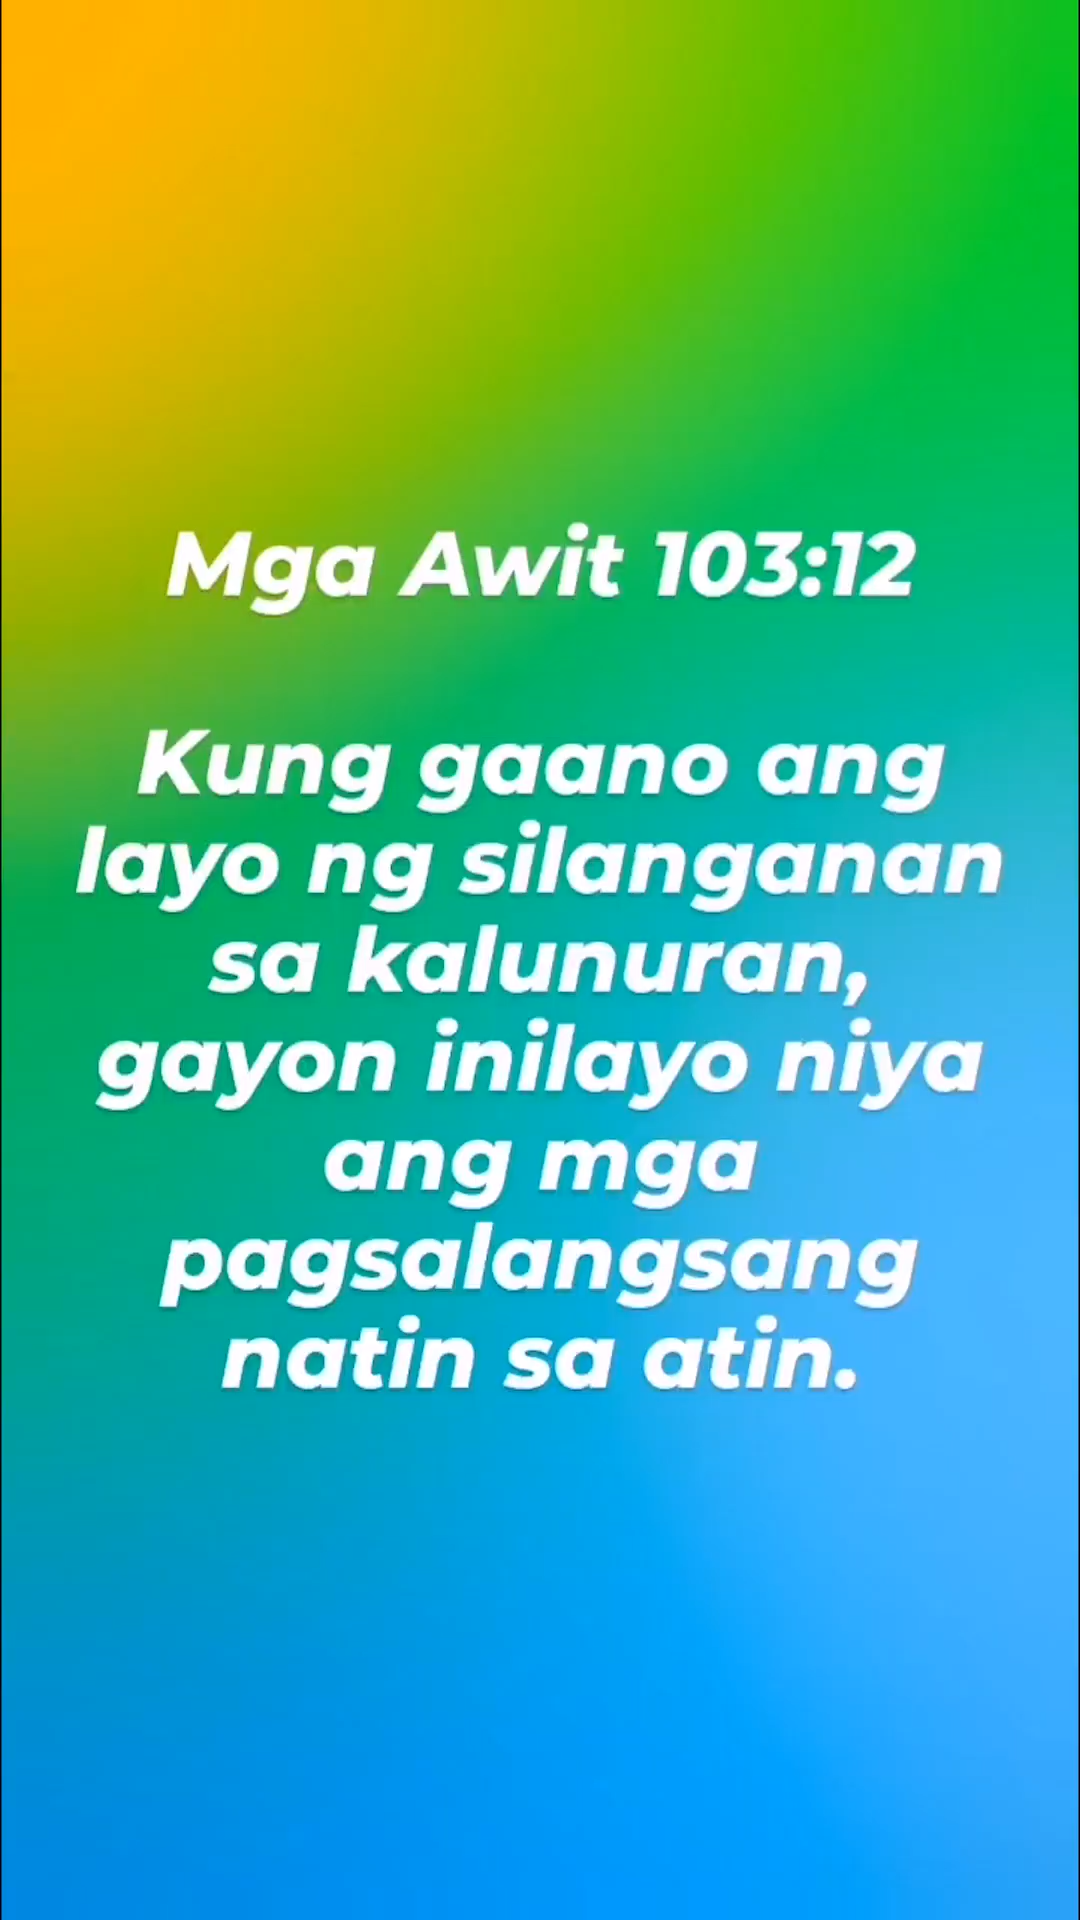 Mga Awit 103:12
Kung gaano ang
layo ng silanganan
sa kalunuran,
gayon inilayo niya
ang mga
pagsalangsang
natin sa atin.